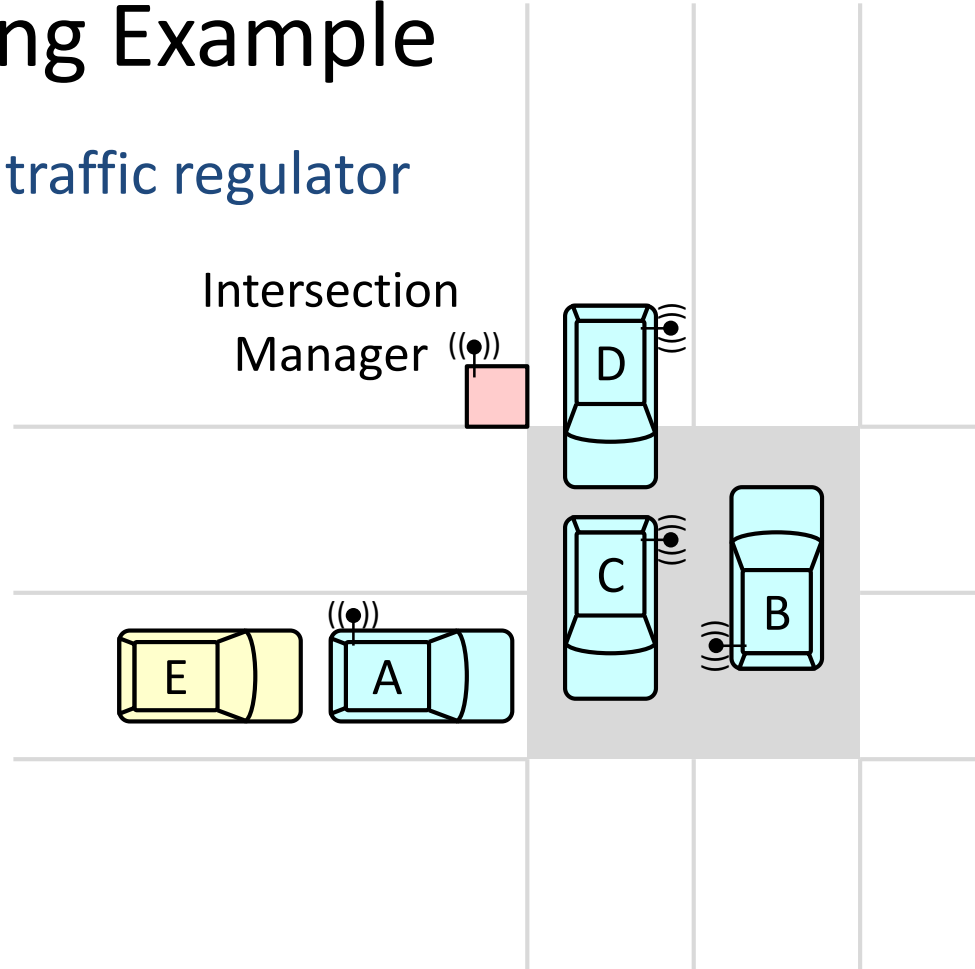 ng Example
traffic regulator
Intersection
Manager
D
C
B
E
A